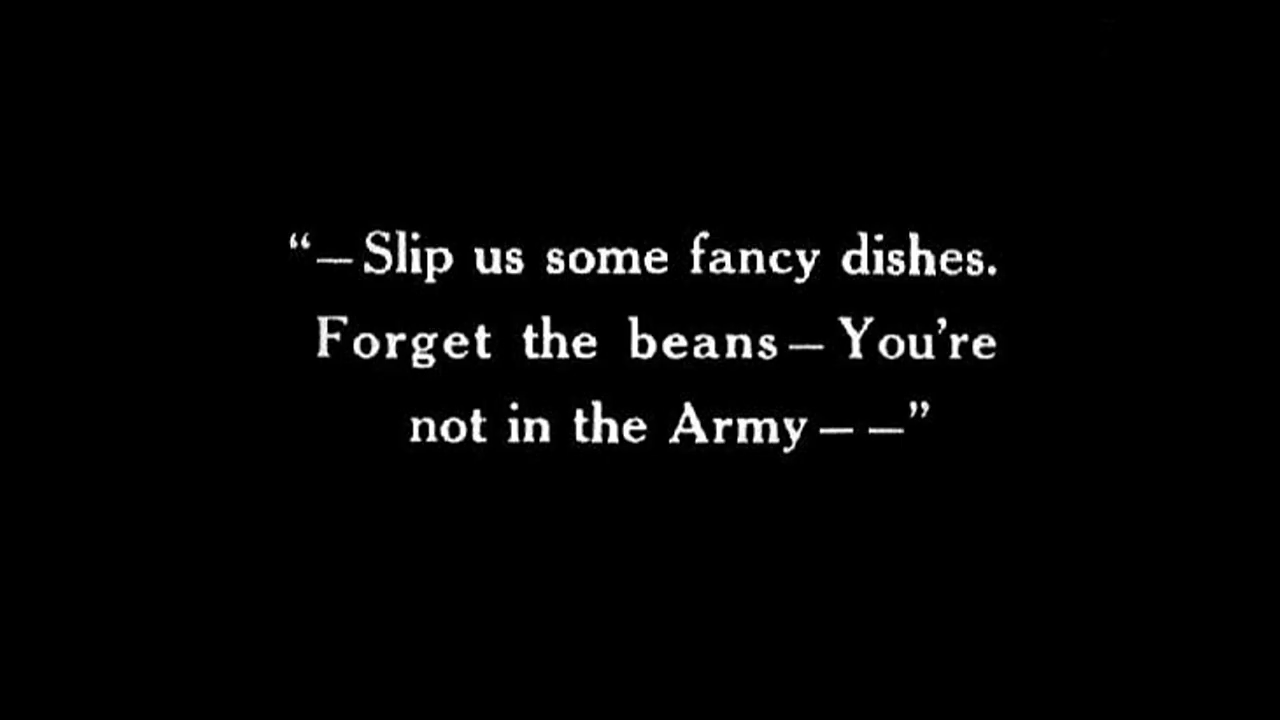 “—Slip us some fancy dishes.
Forget the beans—You’re
not in the Army——”